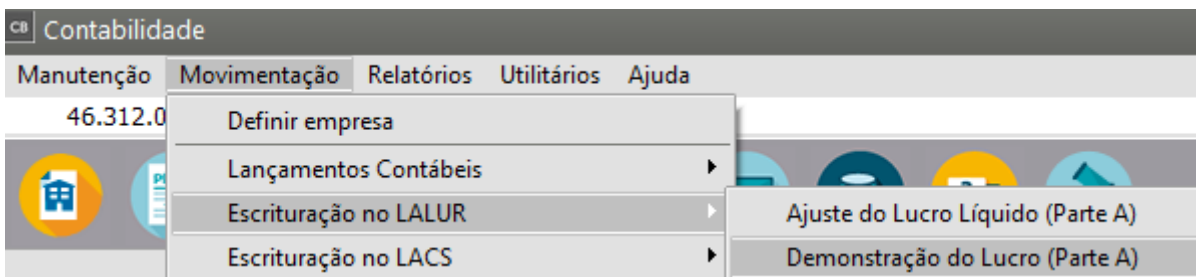 CB Contabilidade
Manutenção Movimentação Relatórios Utilitários Ajuda
46.312.0
Definir empresa
Lançamentos Contábeis
Escrituração no LALUR
Ajuste do Lucro Líquido (Parte A)
Escrituração no LACS
Demonstração do Lucro (Parte A)